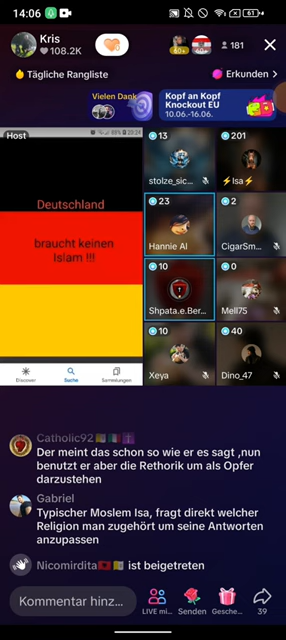 14:06
61
Kris
108.2K
60+
181
Tägliche Rangliste
Erkunden
Vielen Dank
Kopf an Kopf
Knockout EU
10.06.-16.06.
Host
Deutschland
braucht keinen
Islam !!!
Discover
Suche
Sammlungen
13
stolze_sic...
201
⚡Isa⚡
23
Hannie Al
2
CigarSm...
10
Shpata.e.Ber...
0
Mell75
10
Xeya
40
Dino_47
Catholic92
Der meint das schon so wie er es sagt ,nun
benutzt er aber die Rethorik um als Opfer
darzustehen
Gabriel
Typischer Moslem Isa, fragt direkt welcher
Religion man zugehört um seine Antworten
anzupassen
Nicomirdita ist beigetreten
Kommentar hinz...
LIVE mi...
Senden
Gesche...
39